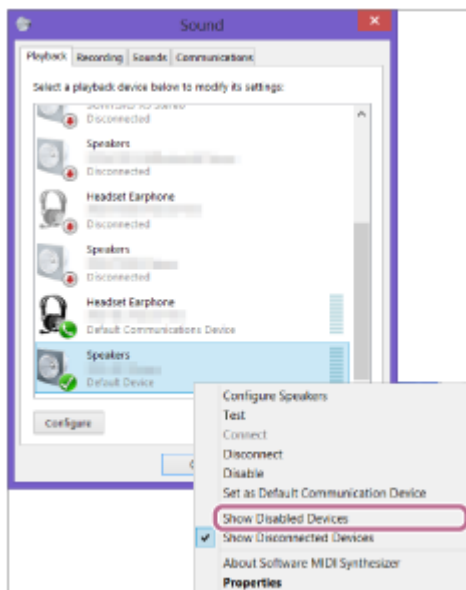 Sound
Playback Recording Sounds Communications
Select a playback device below to modify its settings:
Stereo
Disconnected
Speakers
Disconnected
Headset Earphone
Disconnected
Speakers
Disconnected
Headset Earphone
Default Communications Device
Speakers
Default Device
Configure
Configure Speakers
Test
Connect
Disconnect
Disable
Set as Default Communication Device
Show Disabled Devices
Show Disconnected Devices
About Software MIDI Synthesizer
Properties